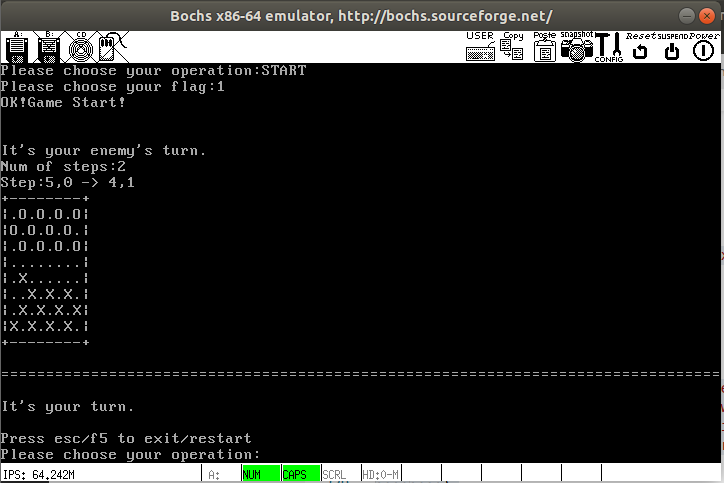 Bochs x86-64 emulator, http://bochs.sourceforge.net/
A: B: CD USER Copy Paste snapshot CONFIG Reset SUSPEND Power
Please choose your operation:START
Please choose your flag:1
OK!Game Start!
It's your enemy's turn.
Num of steps:2
Step:5,0 -> 4,1
+--------+
|.O.O.O.O|
|O.O.O.O.|
|.O.O.O.O|
|........|
|.X......|
|..X.X.X.|
|.X.X.X.X|
|X.X.X.X.|
+--------+
================================================================================
It's your turn.
Press esc/f5 to exit/restart
Please choose your operation:
IPS: 64.242M A: NUM CAPS SCRL HD:0-M